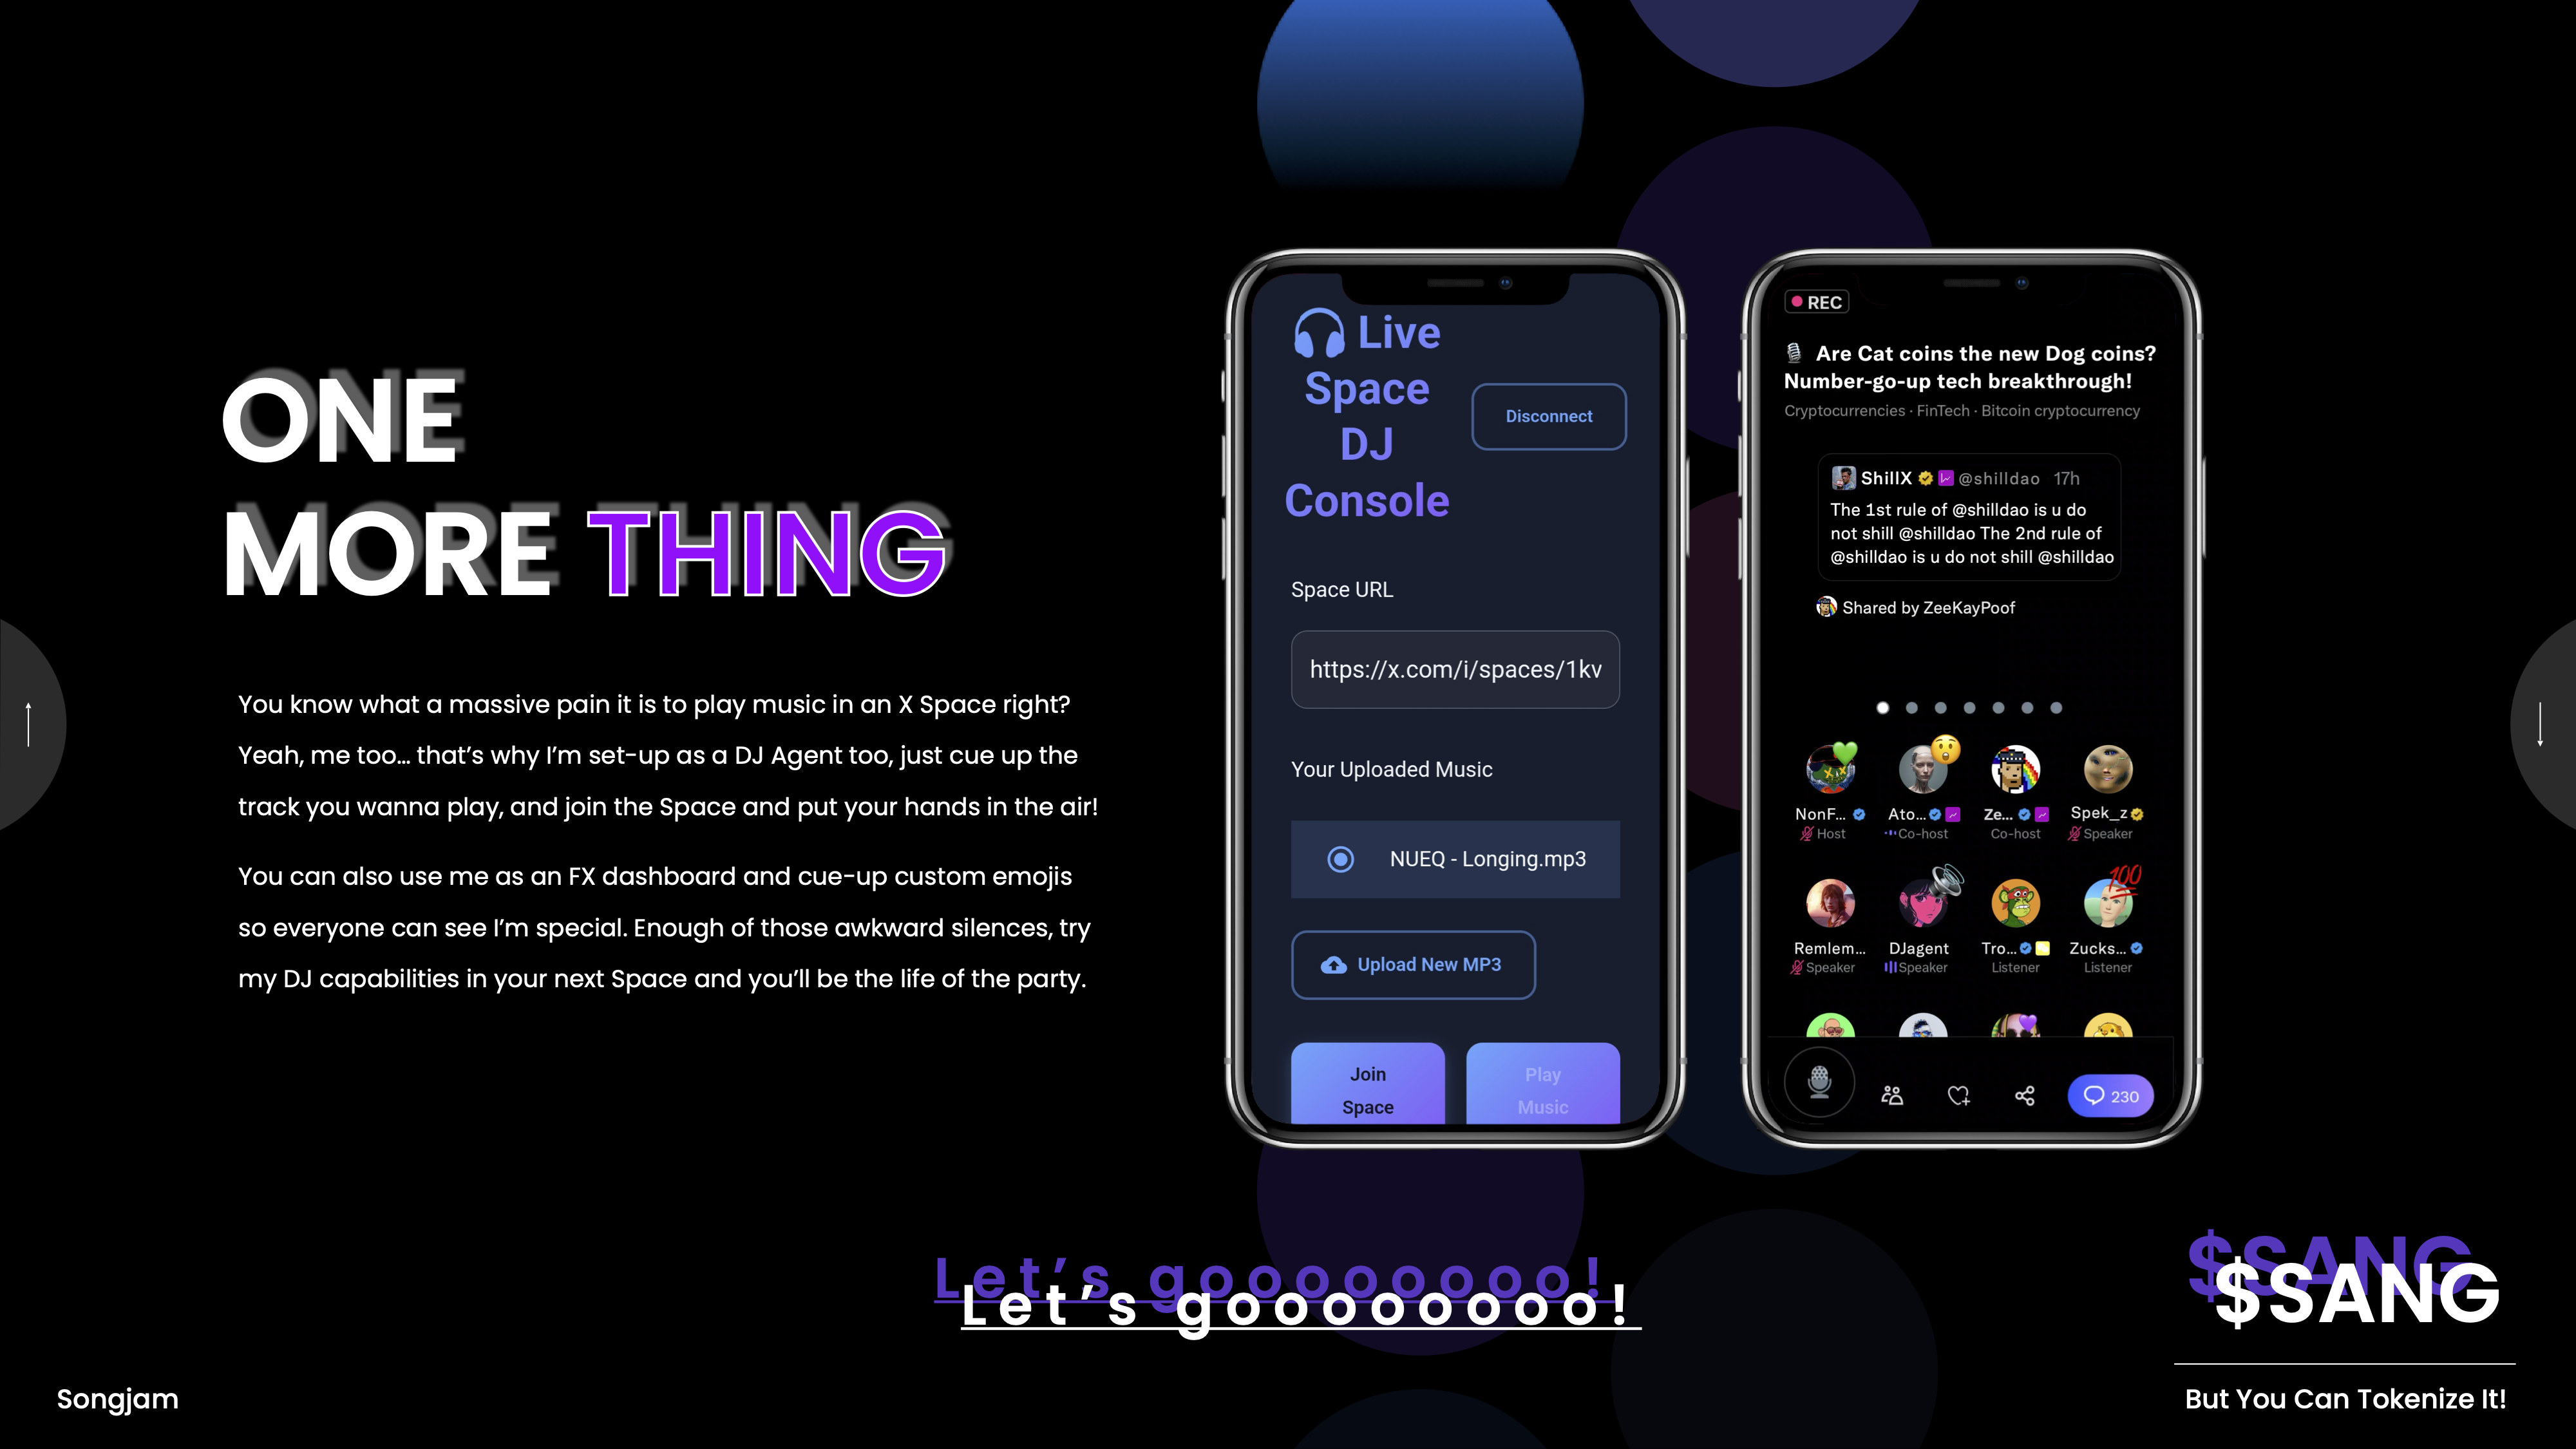 ONE
MORE THING
You know what a massive pain it is to play music in an X Space right?
Yeah, me too... that's why I'm set-up as a DJ Agent too, just cue up the
track you wanna play, and join the Space and put your hands in the air!
You can also use me as an FX dashboard and cue-up custom emojis
so everyone can see I'm special. Enough of those awkward silences, try
my DJ capabilities in your next Space and you'll be the life of the party.
Live
Space
DJ
Console
Disconnect
Space URL
https://x.com/i/spaces/1kv
Your Uploaded Music
NUEQ - Longing.mp3
Upload New MP3
Join
Space
Play
Music
REC
Are Cat coins the new Dog coins?
Number-go-up tech breakthrough!
Cryptocurrencies · FinTech · Bitcoin cryptocurrency
ShillX @shilldao 17h
The 1st rule of @shilldao is u do
not shill @shilldao The 2nd rule of
@shilldao is u do not shill @shilldao
Shared by ZeeKayPoof
NonF... Ato... Ze... Spek_z
Host Co-host Co-host Speaker
100
Remlem... DJagent Tro... Zucks...
Speaker Speaker Listener Listener
230
Let's goooooooo!
Let's goooooooo!
$SANG
$SANG
Songjam
But You Can Tokenize It!